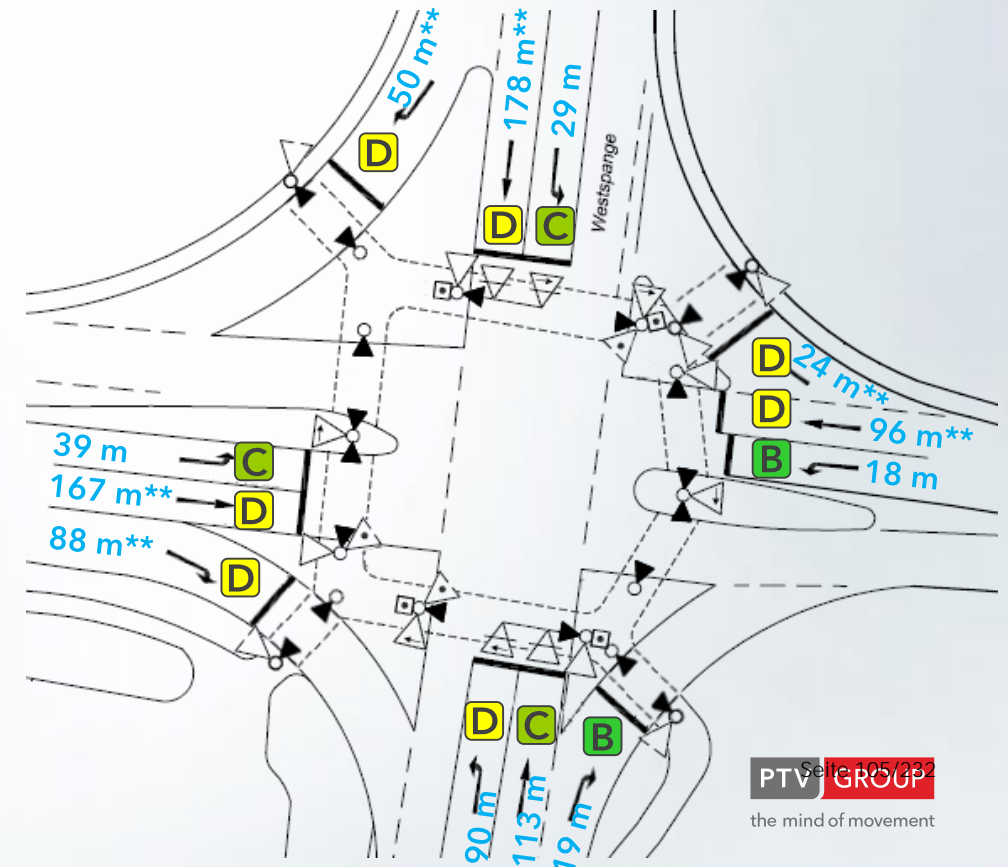 50 m**
178 m**
29 m
Westspange
D
D
C
D
24 m**
D
96 m**
B
18 m
39 m
C
167 m**
D
88 m**
D
D
C
B
90 m
113 m
19 m
Seite 105/232
PTV GROUP
the mind of movement